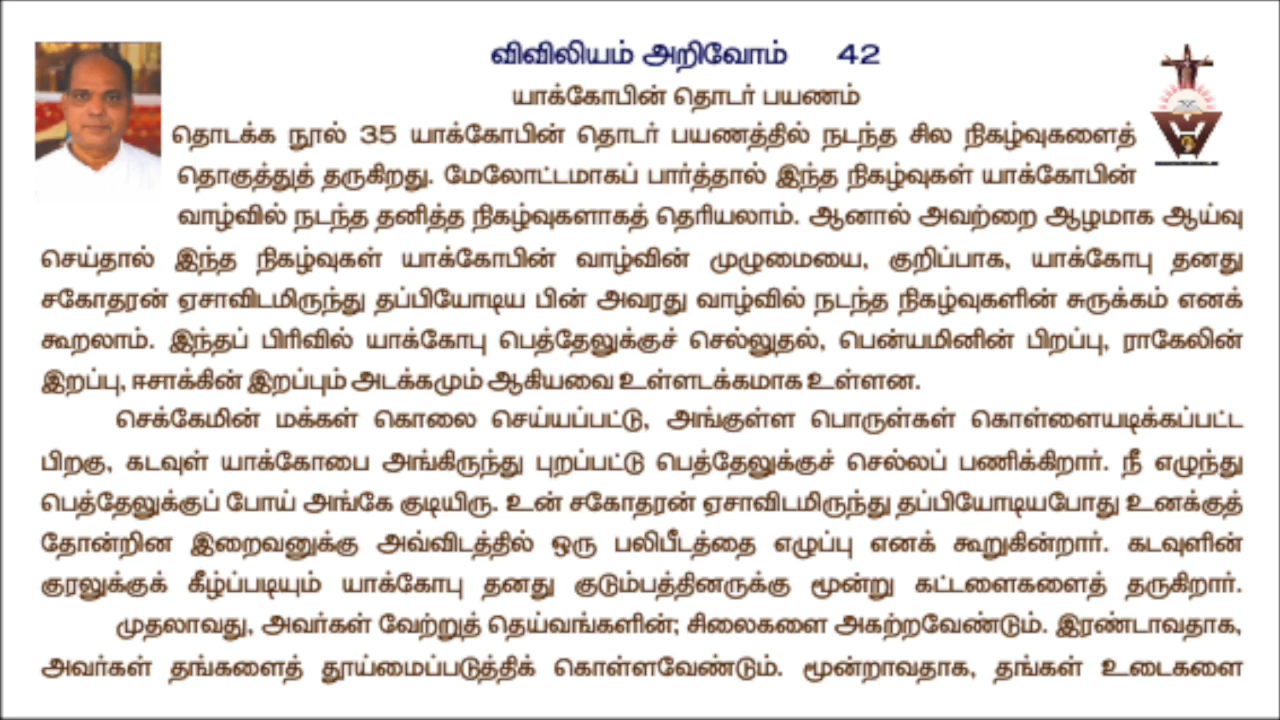 விவிலியம் அறிவோம் 42
யாக்கோபின் தொடர் பயணம்
தொடக்க நூல் 35 யாக்கோபின் தொடர் பயணத்தில் நடந்த சில நிகழ்வுகளைத்
தொகுத்துத் தருகிறது. மேலோட்டமாகப் பார்த்தால் இந்த நிகழ்வுகள் யாக்கோபின்
வாழ்வில் நடந்த தனித்த நிகழ்வுகளாகத் தெரியலாம். ஆனால் அவற்றை ஆழமாக ஆய்வு
செய்தால் இந்த நிகழ்வுகள் யாக்கோபின் வாழ்வின் முழுமையை, குறிப்பாக, யாக்கோபு தனது
சகோதரன் ஏசாவிடமிருந்து தப்பியோடிய பின் அவரது வாழ்வில் நடந்த நிகழ்வுகளின் சுருக்கம் எனக்
கூறலாம். இந்தப் பிரிவில் யாக்கோபு பெத்தேலுக்குச் செல்லுதல், பென்யமினின் பிறப்பு, ராகேலின்
இறப்பு, ஈசாக்கின் இறப்பும் அடக்கமும் ஆகியவை உள்ளடக்கமாக உள்ளன.
செக்கேமின் மக்கள் கொலை செய்யப்பட்டு, அங்குள்ள பொருள்கள் கொள்ளையடிக்கப்பட்ட
பிறகு, கடவுள் யாக்கோபை அங்கிருந்து புறப்பட்டு பெத்தேலுக்குச் செல்லப் பணிக்கிறார். நீ எழுந்து
பெத்தேலுக்குப் போய் அங்கே குடியிரு. உன் சகோதரன் ஏசாவிடமிருந்து தப்பியோடியபோது உனக்குத்
தோன்றின இறைவனுக்கு அவ்விடத்தில் ஒரு பலிபீடத்தை எழுப்பு எனக் கூறுகின்றார். கடவுளின்
குரலுக்குக் கீழ்ப்படியும் யாக்கோபு தனது குடும்பத்தினருக்கு மூன்று கட்டளைகளைத் தருகிறார்.
முதலாவது, அவர்கள் வேற்றுத் தெய்வங்களின்; சிலைகளை அகற்றவேண்டும். இரண்டாவதாக,
அவர்கள் தங்களைத் தூய்மைப்படுத்திக் கொள்ளவேண்டும். மூன்றாவதாக, தங்கள் உடைகளை